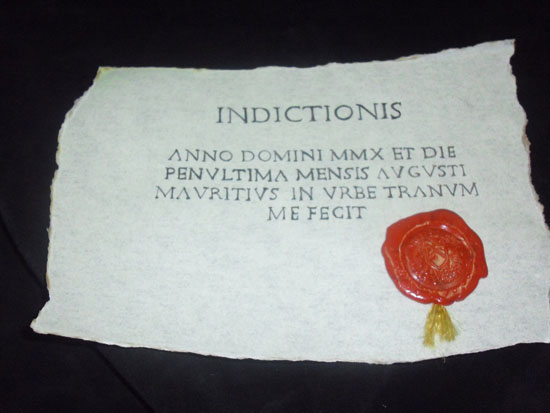 INDICTIONIS
ANNO DOMINI MMX ET DIE
PENVLTIMA MENSIS AVGVSTI
MAVRITIVS IN VRBE TRANVM
ME FECIT